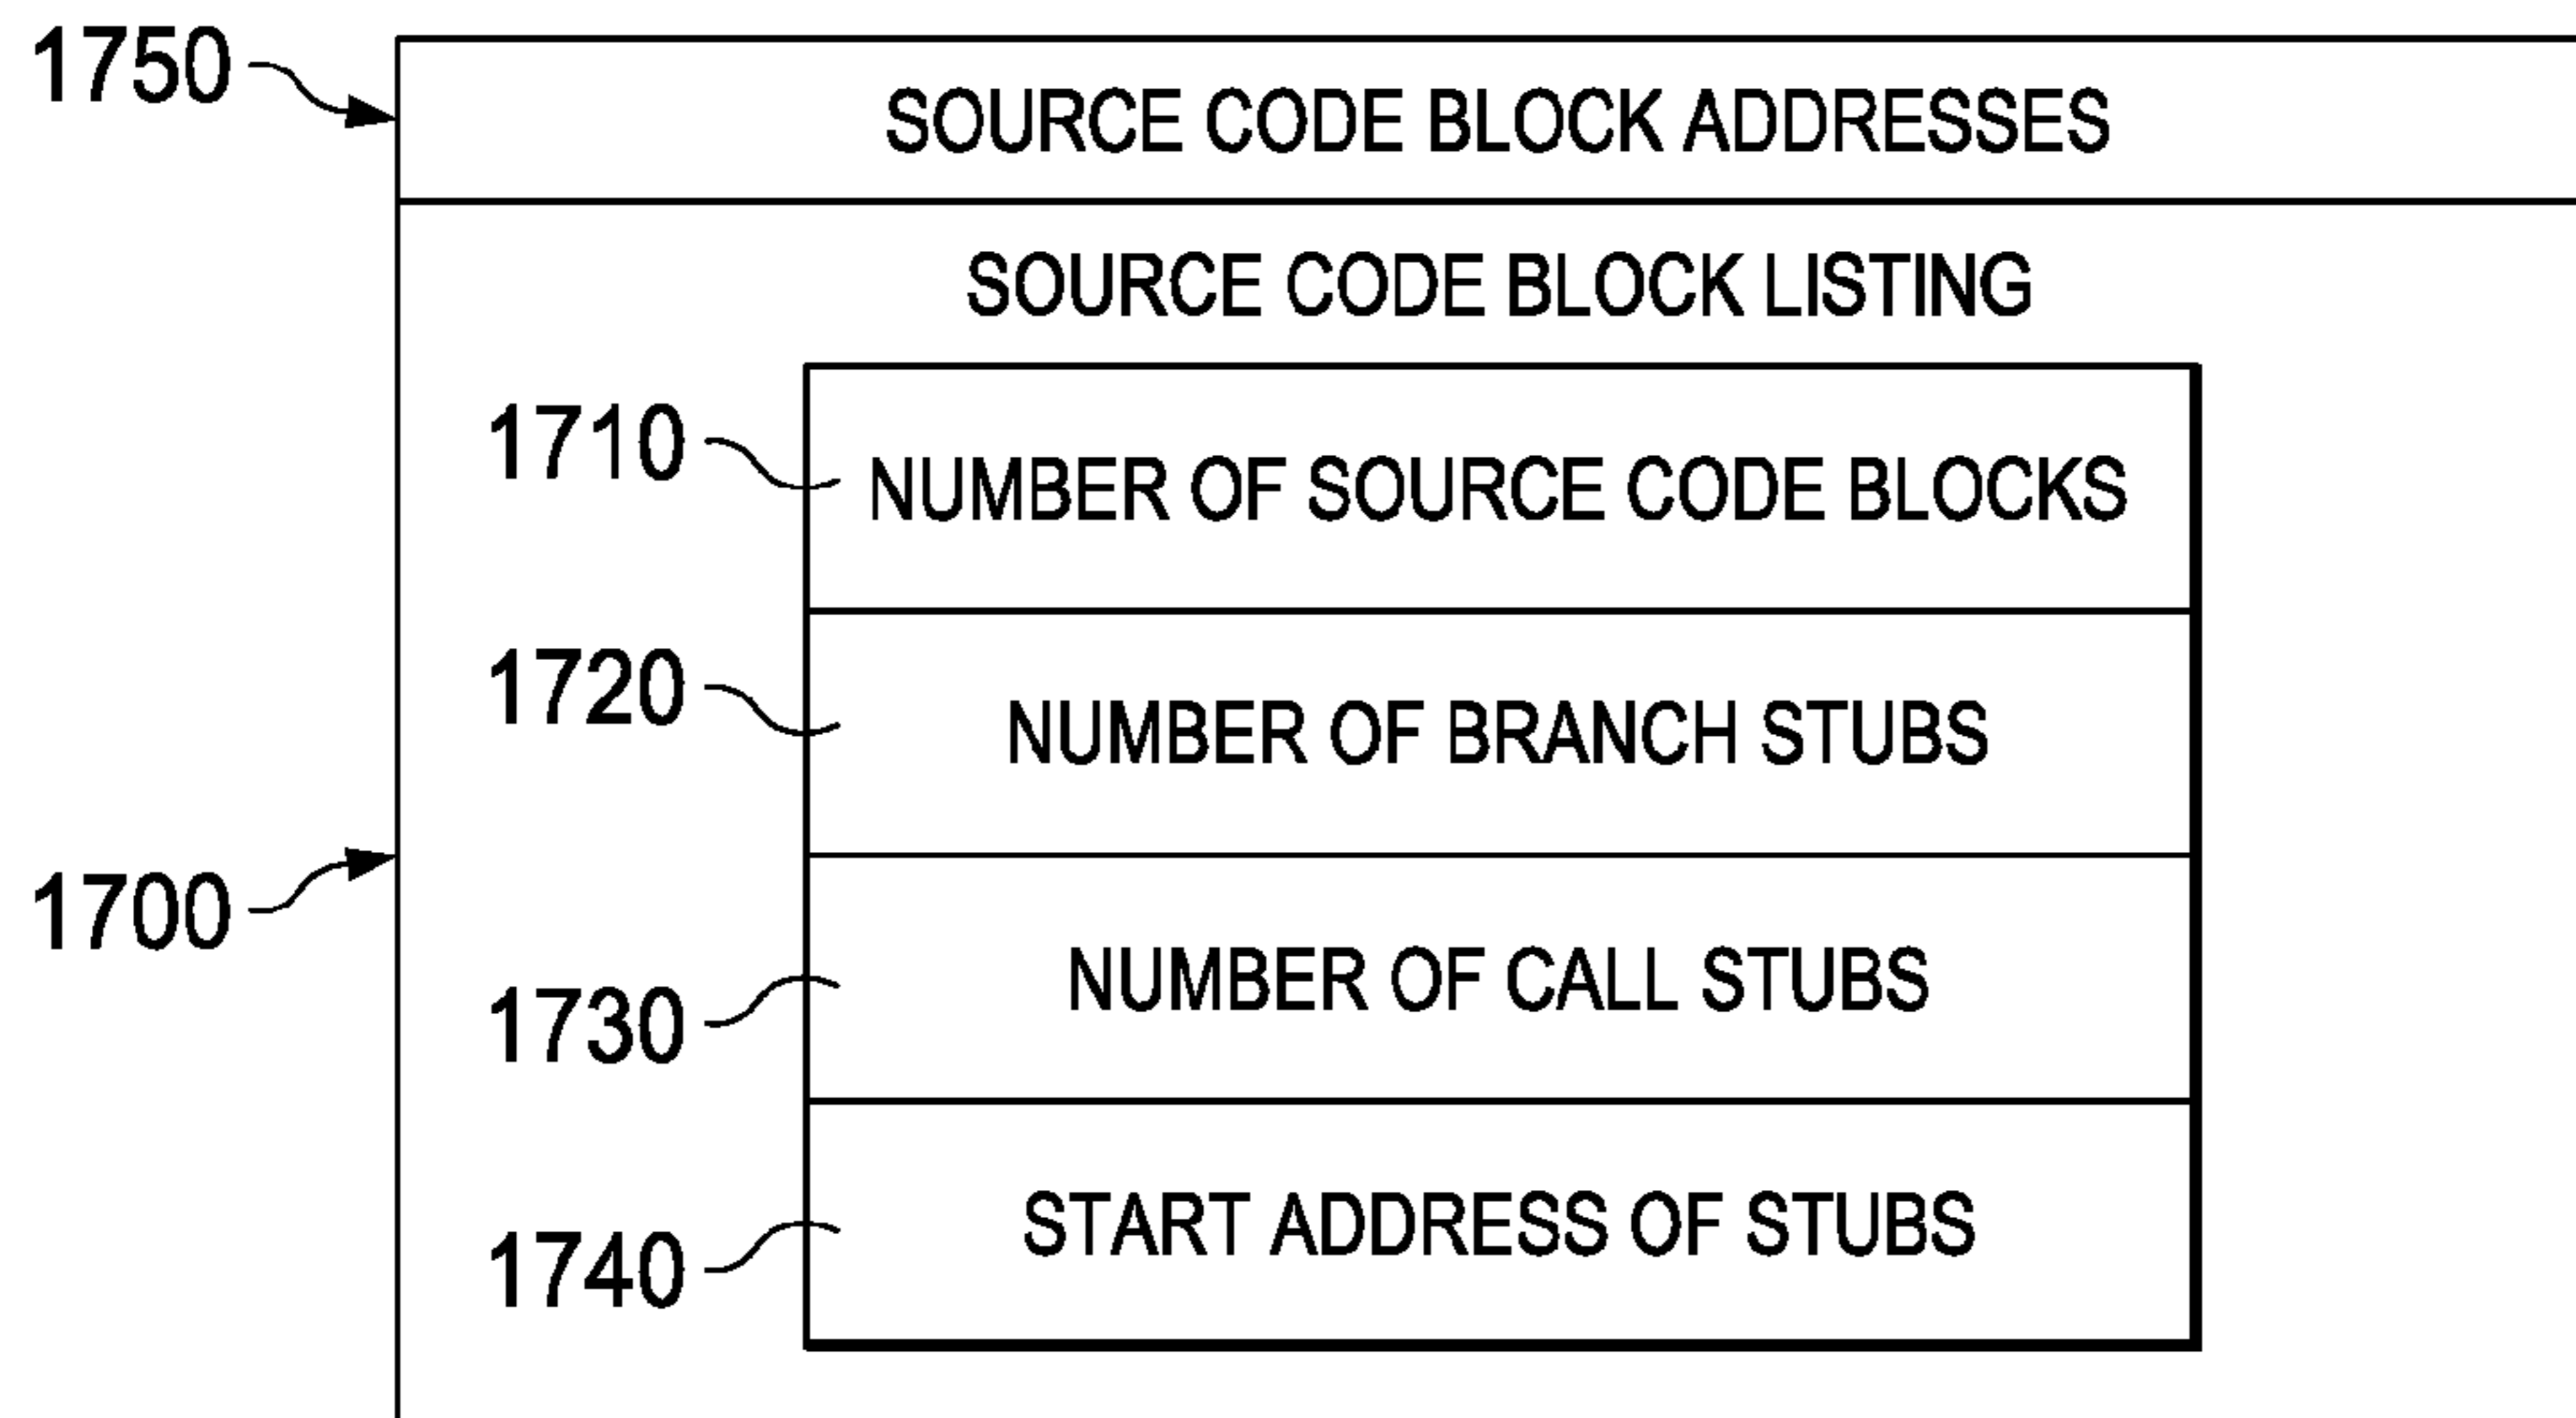 1750 SOURCE CODE BLOCK ADDRESSES
SOURCE CODE BLOCK LISTING
1710 NUMBER OF SOURCE CODE BLOCKS
1720 NUMBER OF BRANCH STUBS
1700
1730 NUMBER OF CALL STUBS
1740 START ADDRESS OF STUBS